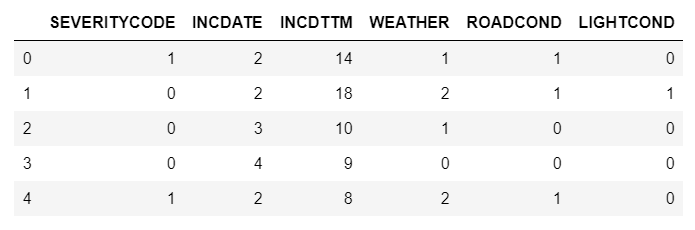 SEVERITYCODE INCDATE INCDTTM WEATHER ROADCOND LIGHTCOND
0 1 2 14 1 1 0
1 0 2 18 2 1 1
2 0 3 10 1 0 0
3 0 4 9 0 0 0
4 1 2 8 2 1 0